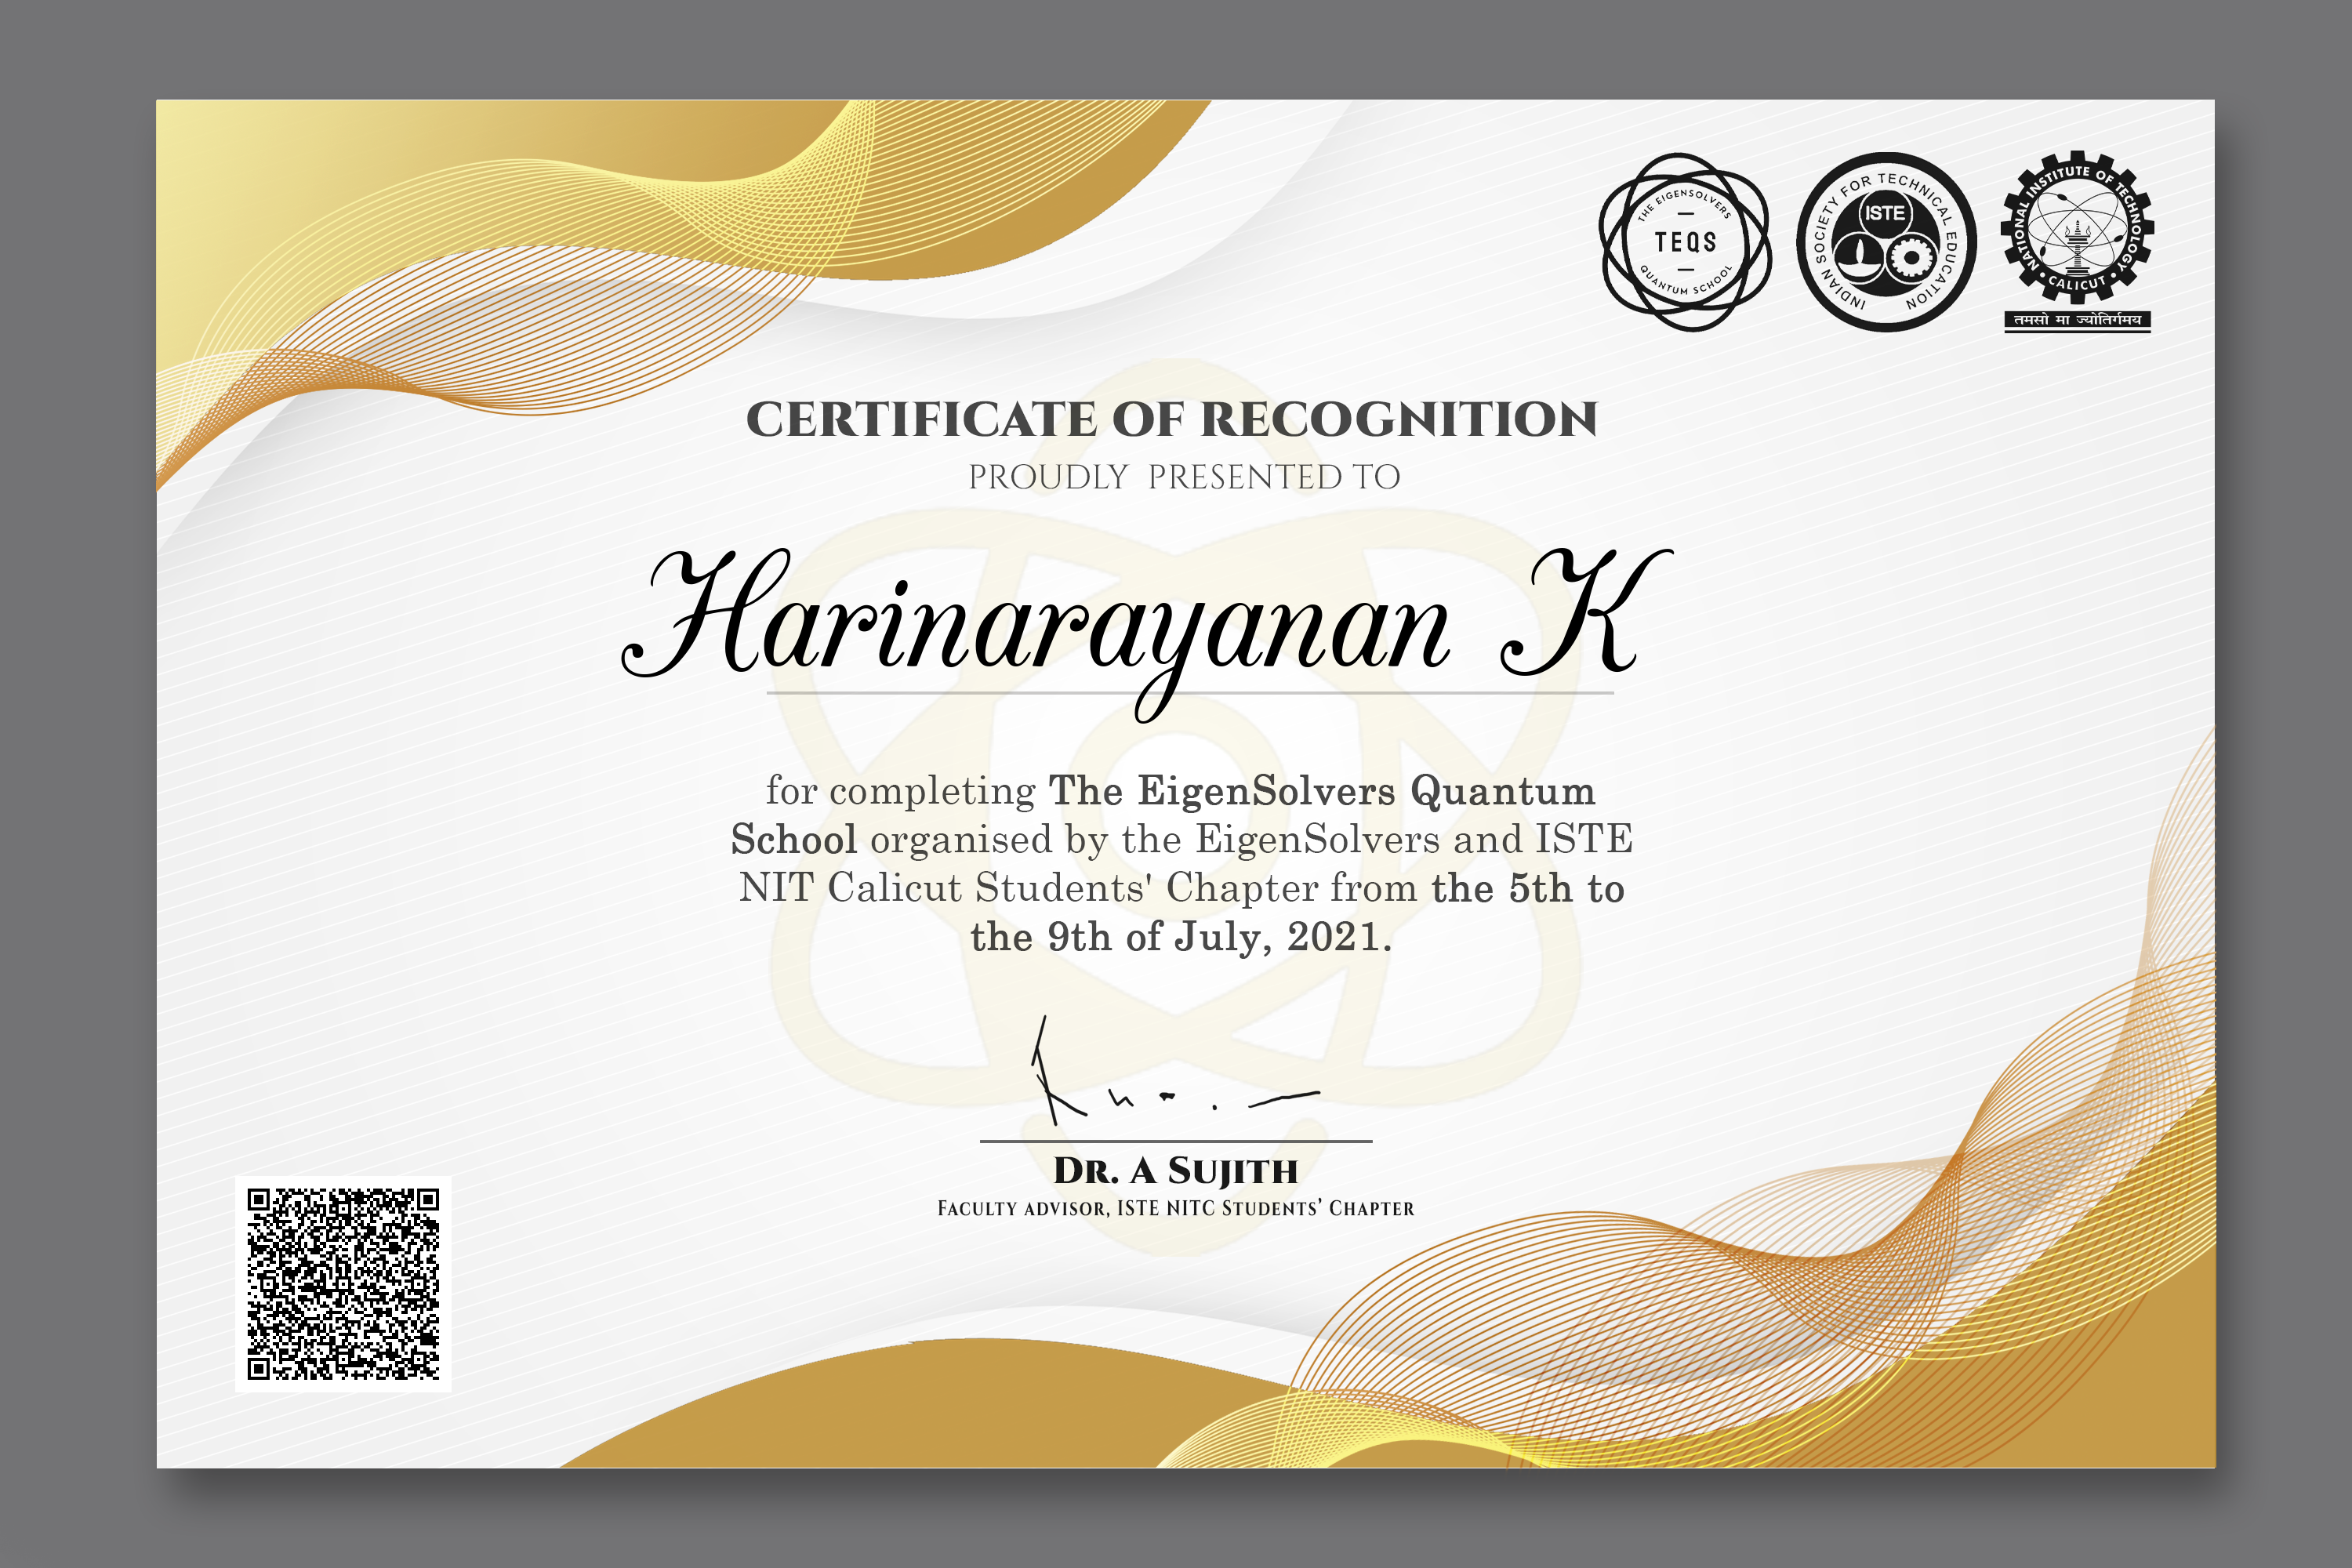 THE EIGENSOLVERS
TEQS
QUANTUM SCHOOL
INDIAN SOCIETY FOR TECHNICAL EDUCATION
ISTE
NATIONAL INSTITUTE OF TECHNOLOGY
• CALICUT •
तमसो मा ज्योतिर्गमय
CERTIFICATE OF RECOGNITION
PROUDLY PRESENTED TO
Harinarayanan K
for completing The EigenSolvers Quantum
School organised by the EigenSolvers and ISTE
NIT Calicut Students' Chapter from the 5th to
the 9th of July, 2021.
DR. A SUJITH
FACULTY ADVISOR, ISTE NITC STUDENTS' CHAPTER